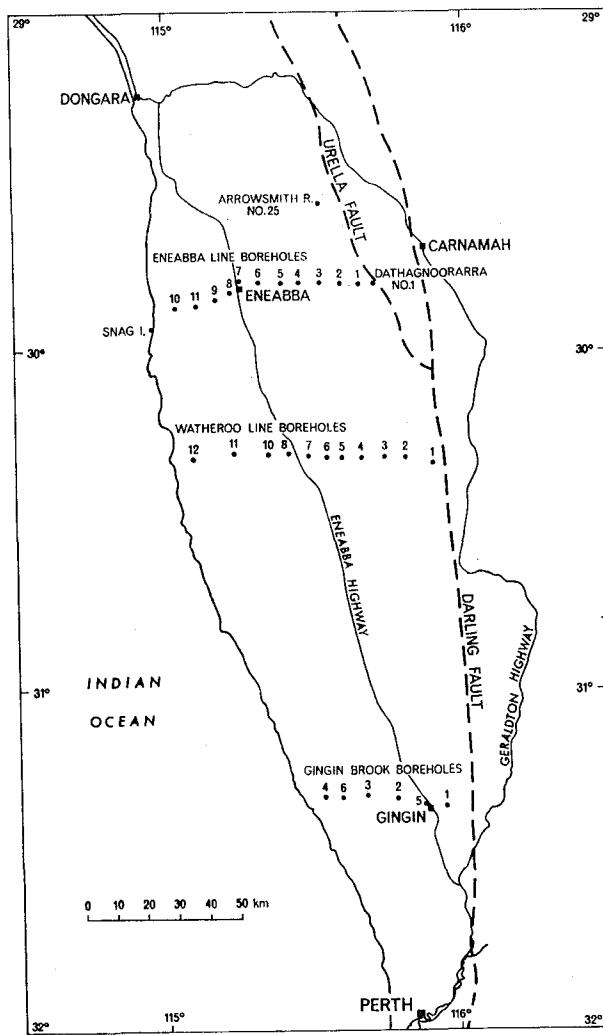 29° 115° 116° 29°
DONGARA
URELLA FAULT
ARROWSMITH R.
NO.25
CARNAMAH
ENEABBA LINE BOREHOLES
7 6 5 4 3 2 1 DATHAGNOORARRA
NO.1
10 11 9 8 ENEABBA
SNAG I.
30° 30°
WATHEROO LINE BOREHOLES
12 11 10 8 7 6 5 4 3 2 1
ENEABBA HIGHWAY
DARLING FAULT
GERALDTON HIGHWAY
31° 31°
INDIAN
OCEAN
GINGIN BROOK BOREHOLES
4 6 3 2 5 1
GINGIN
0 10 20 30 40 50 km
PERTH
32° 115° 116° 32°